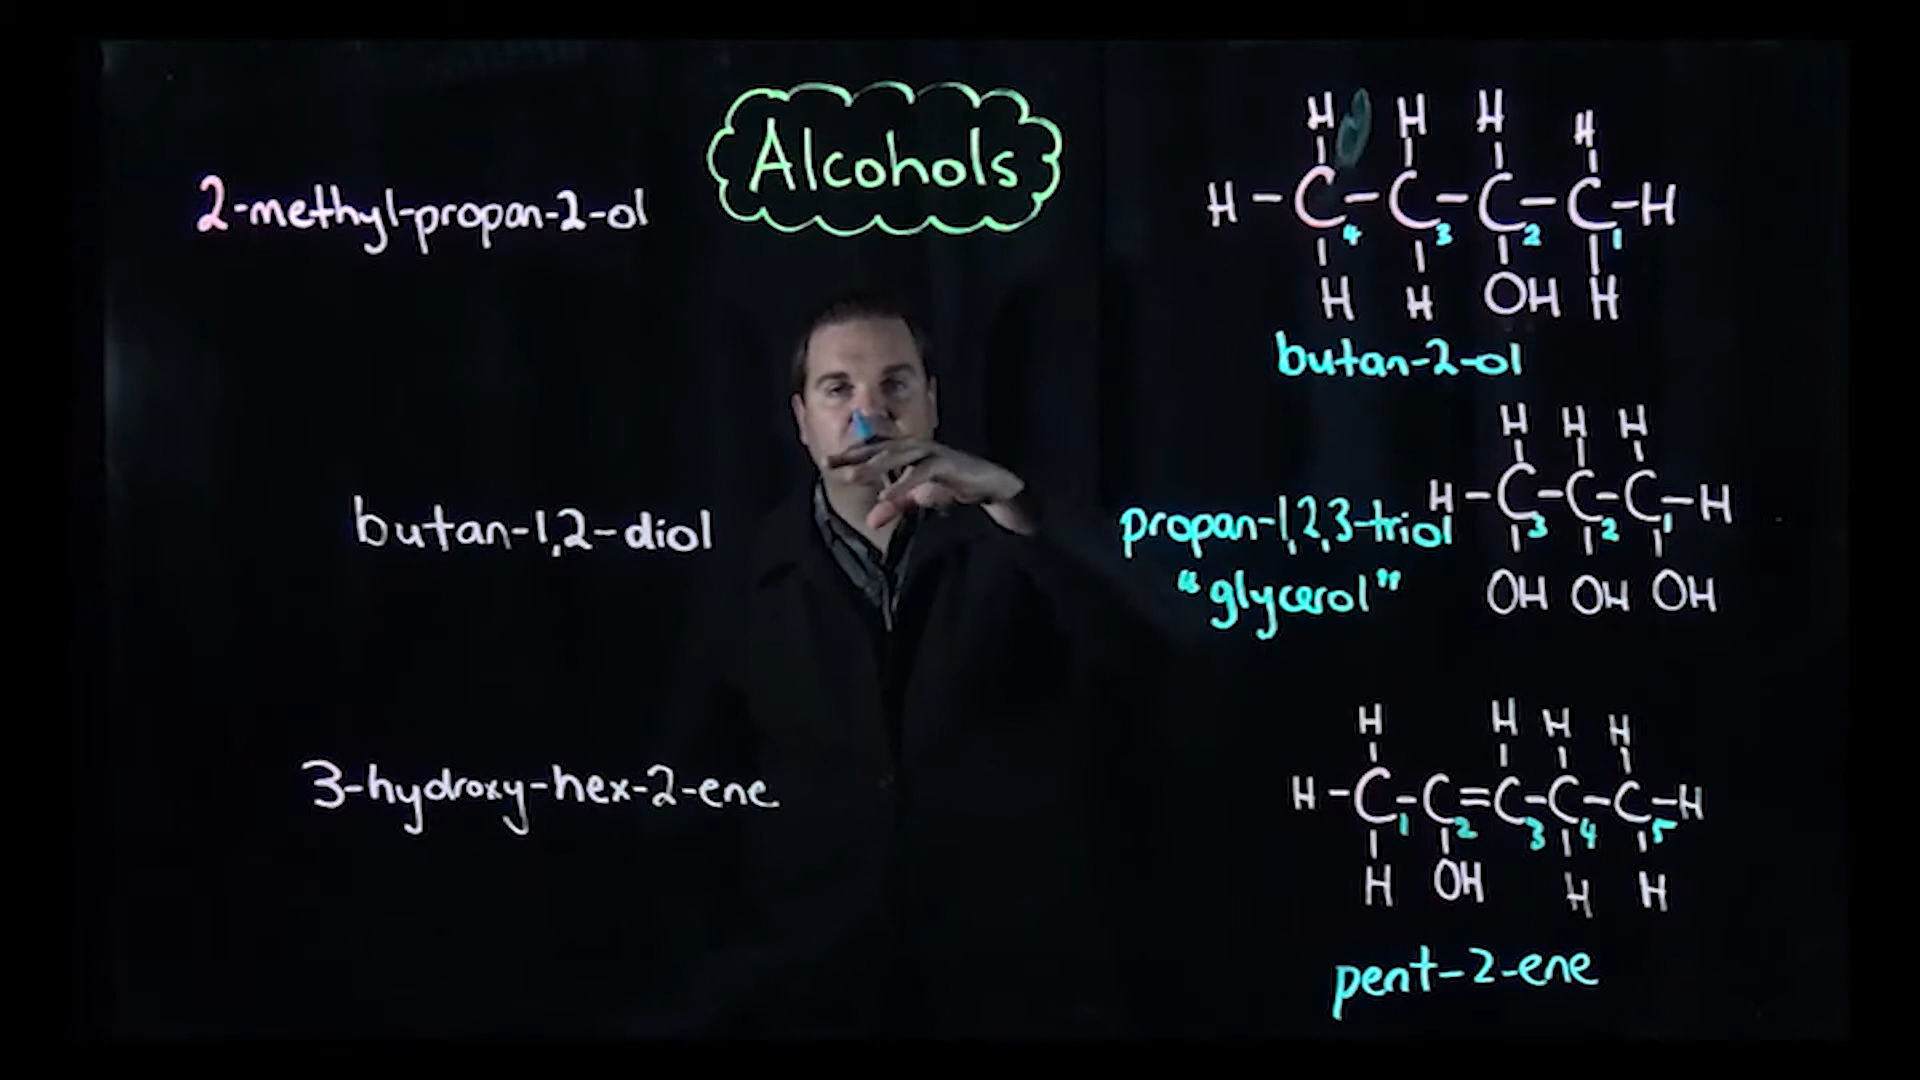 Alcohols
2-methyl-propan-2-ol
butan-1,2-diol
3-hydroxy-hex-2-ene
H H H H
H-C-C-C-C-H
4 3 2 1
H H OH H
butan-2-ol
H H H
H-C-C-C-H
3 2 1
OH OH OH
propan-1,2,3-triol
"glycerol"
H H H H
H-C-C=C-C-C-H
1 2 3 4 5
H OH H H
pent-2-ene